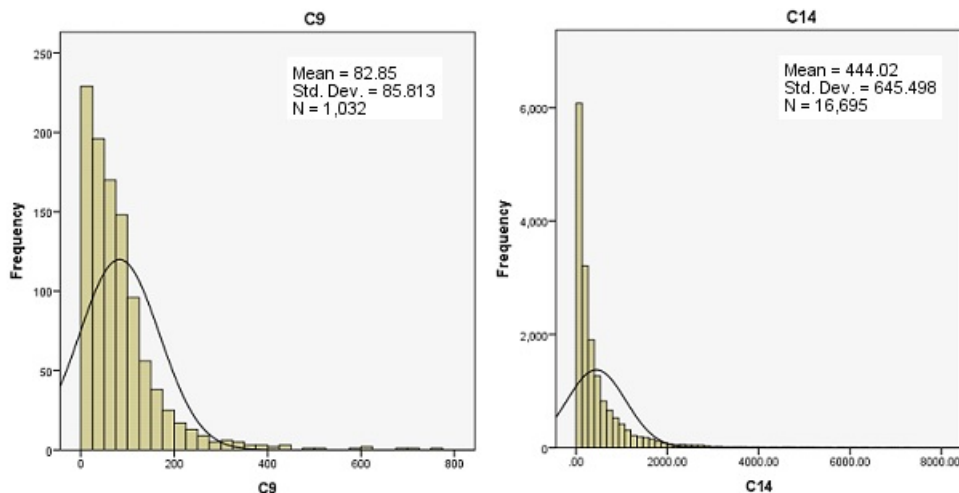 C9
Mean = 82.85
Std. Dev. = 85.813
N = 1,032
250
200
150
100
50
0
Frequency
0 200 400 600 800
C9
C14
Mean = 444.02
Std. Dev. = 645.498
N = 16,695
6,000
4,000
2,000
0
Frequency
.00 2000.00 4000.00 6000.00 8000.00
C14